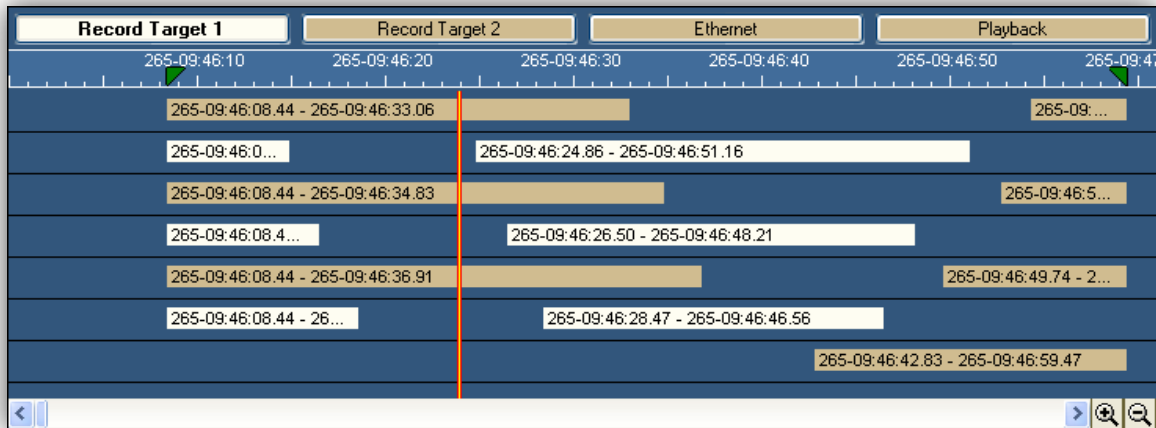 Record Target 1 Record Target 2 Ethernet Playback
265-09:46:10 265-09:46:20 265-09:46:30 265-09:46:40 265-09:46:50 265-09:47
265-09:46:08.44 - 265-09:46:33.06 265-09:...
265-09:46:0... 265-09:46:24.86 - 265-09:46:51.16
265-09:46:08.44 - 265-09:46:34.83 265-09:46:5...
265-09:46:08.4... 265-09:46:26.50 - 265-09:46:48.21
265-09:46:08.44 - 265-09:46:36.91 265-09:46:49.74 - 2...
265-09:46:08.44 - 26... 265-09:46:28.47 - 265-09:46:46.56
265-09:46:42.83 - 265-09:46:59.47